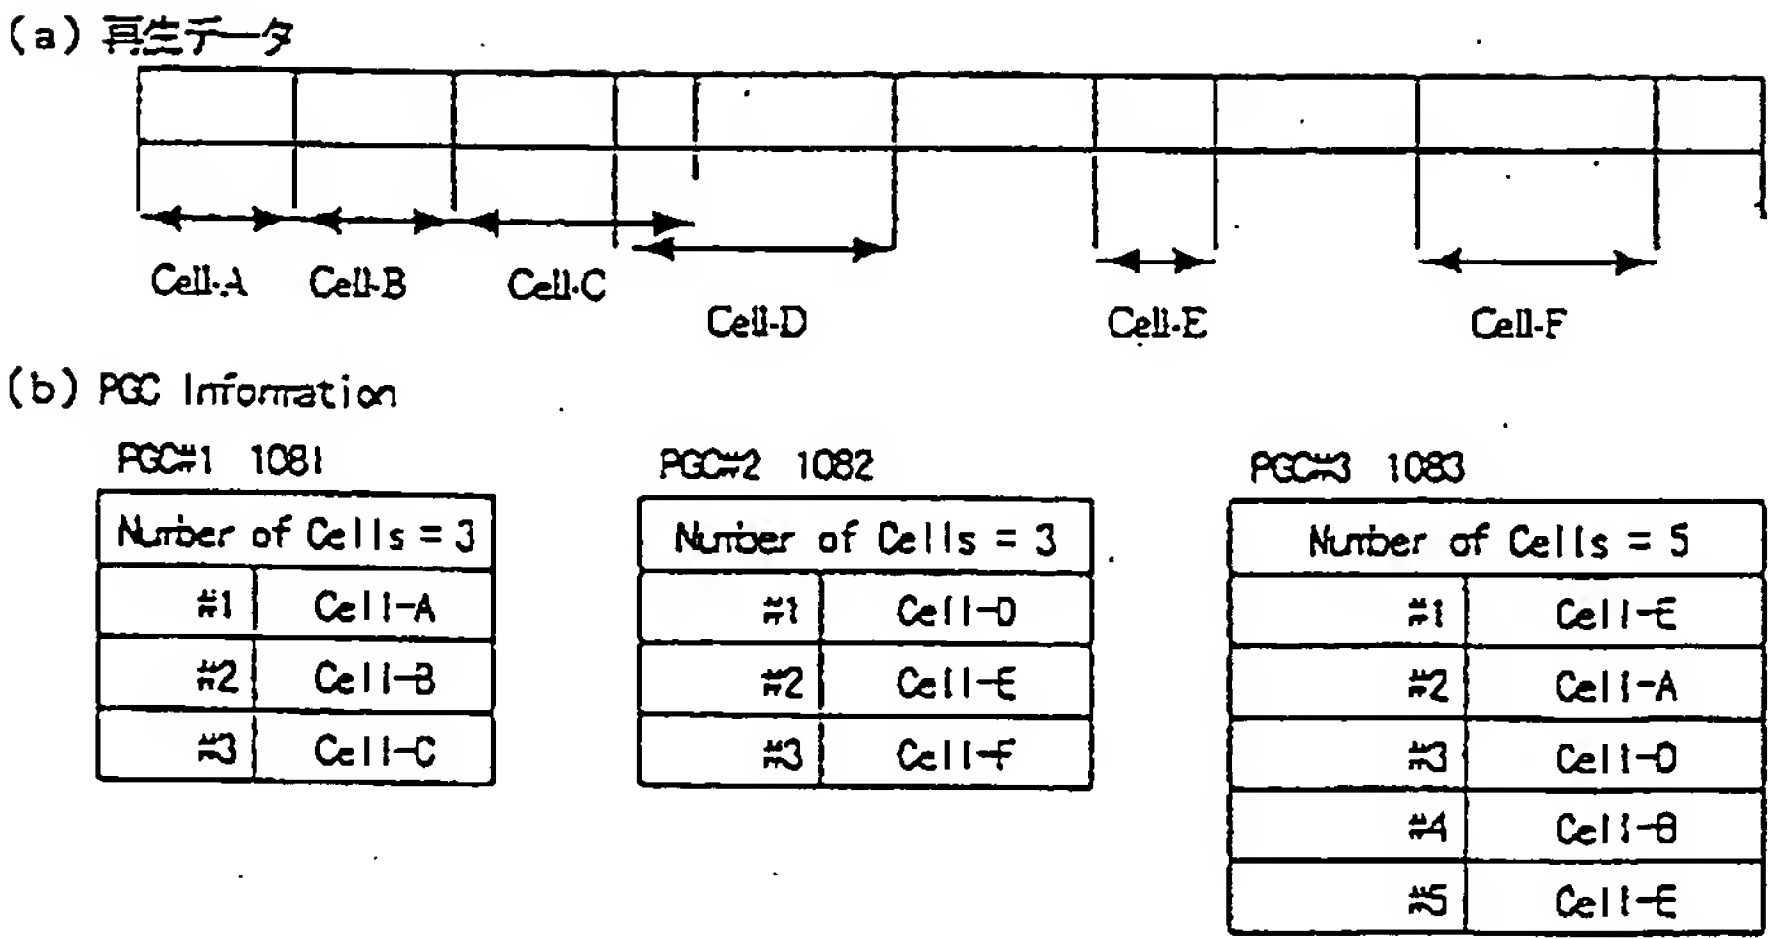 (a) 再生データ
Cell-A Cell-B Cell-C
Cell-D Cell-E Cell-F
(b) PGC Information
PGC#1 1081
Number of Cells = 3
#1 Cell-A
#2 Cell-B
#3 Cell-C
PGC#2 1082
Number of Cells = 3
#1 Cell-D
#2 Cell-E
#3 Cell-F
PGC#3 1083
Number of Cells = 5
#1 Cell-E
#2 Cell-A
#3 Cell-D
#4 Cell-B
#5 Cell-E